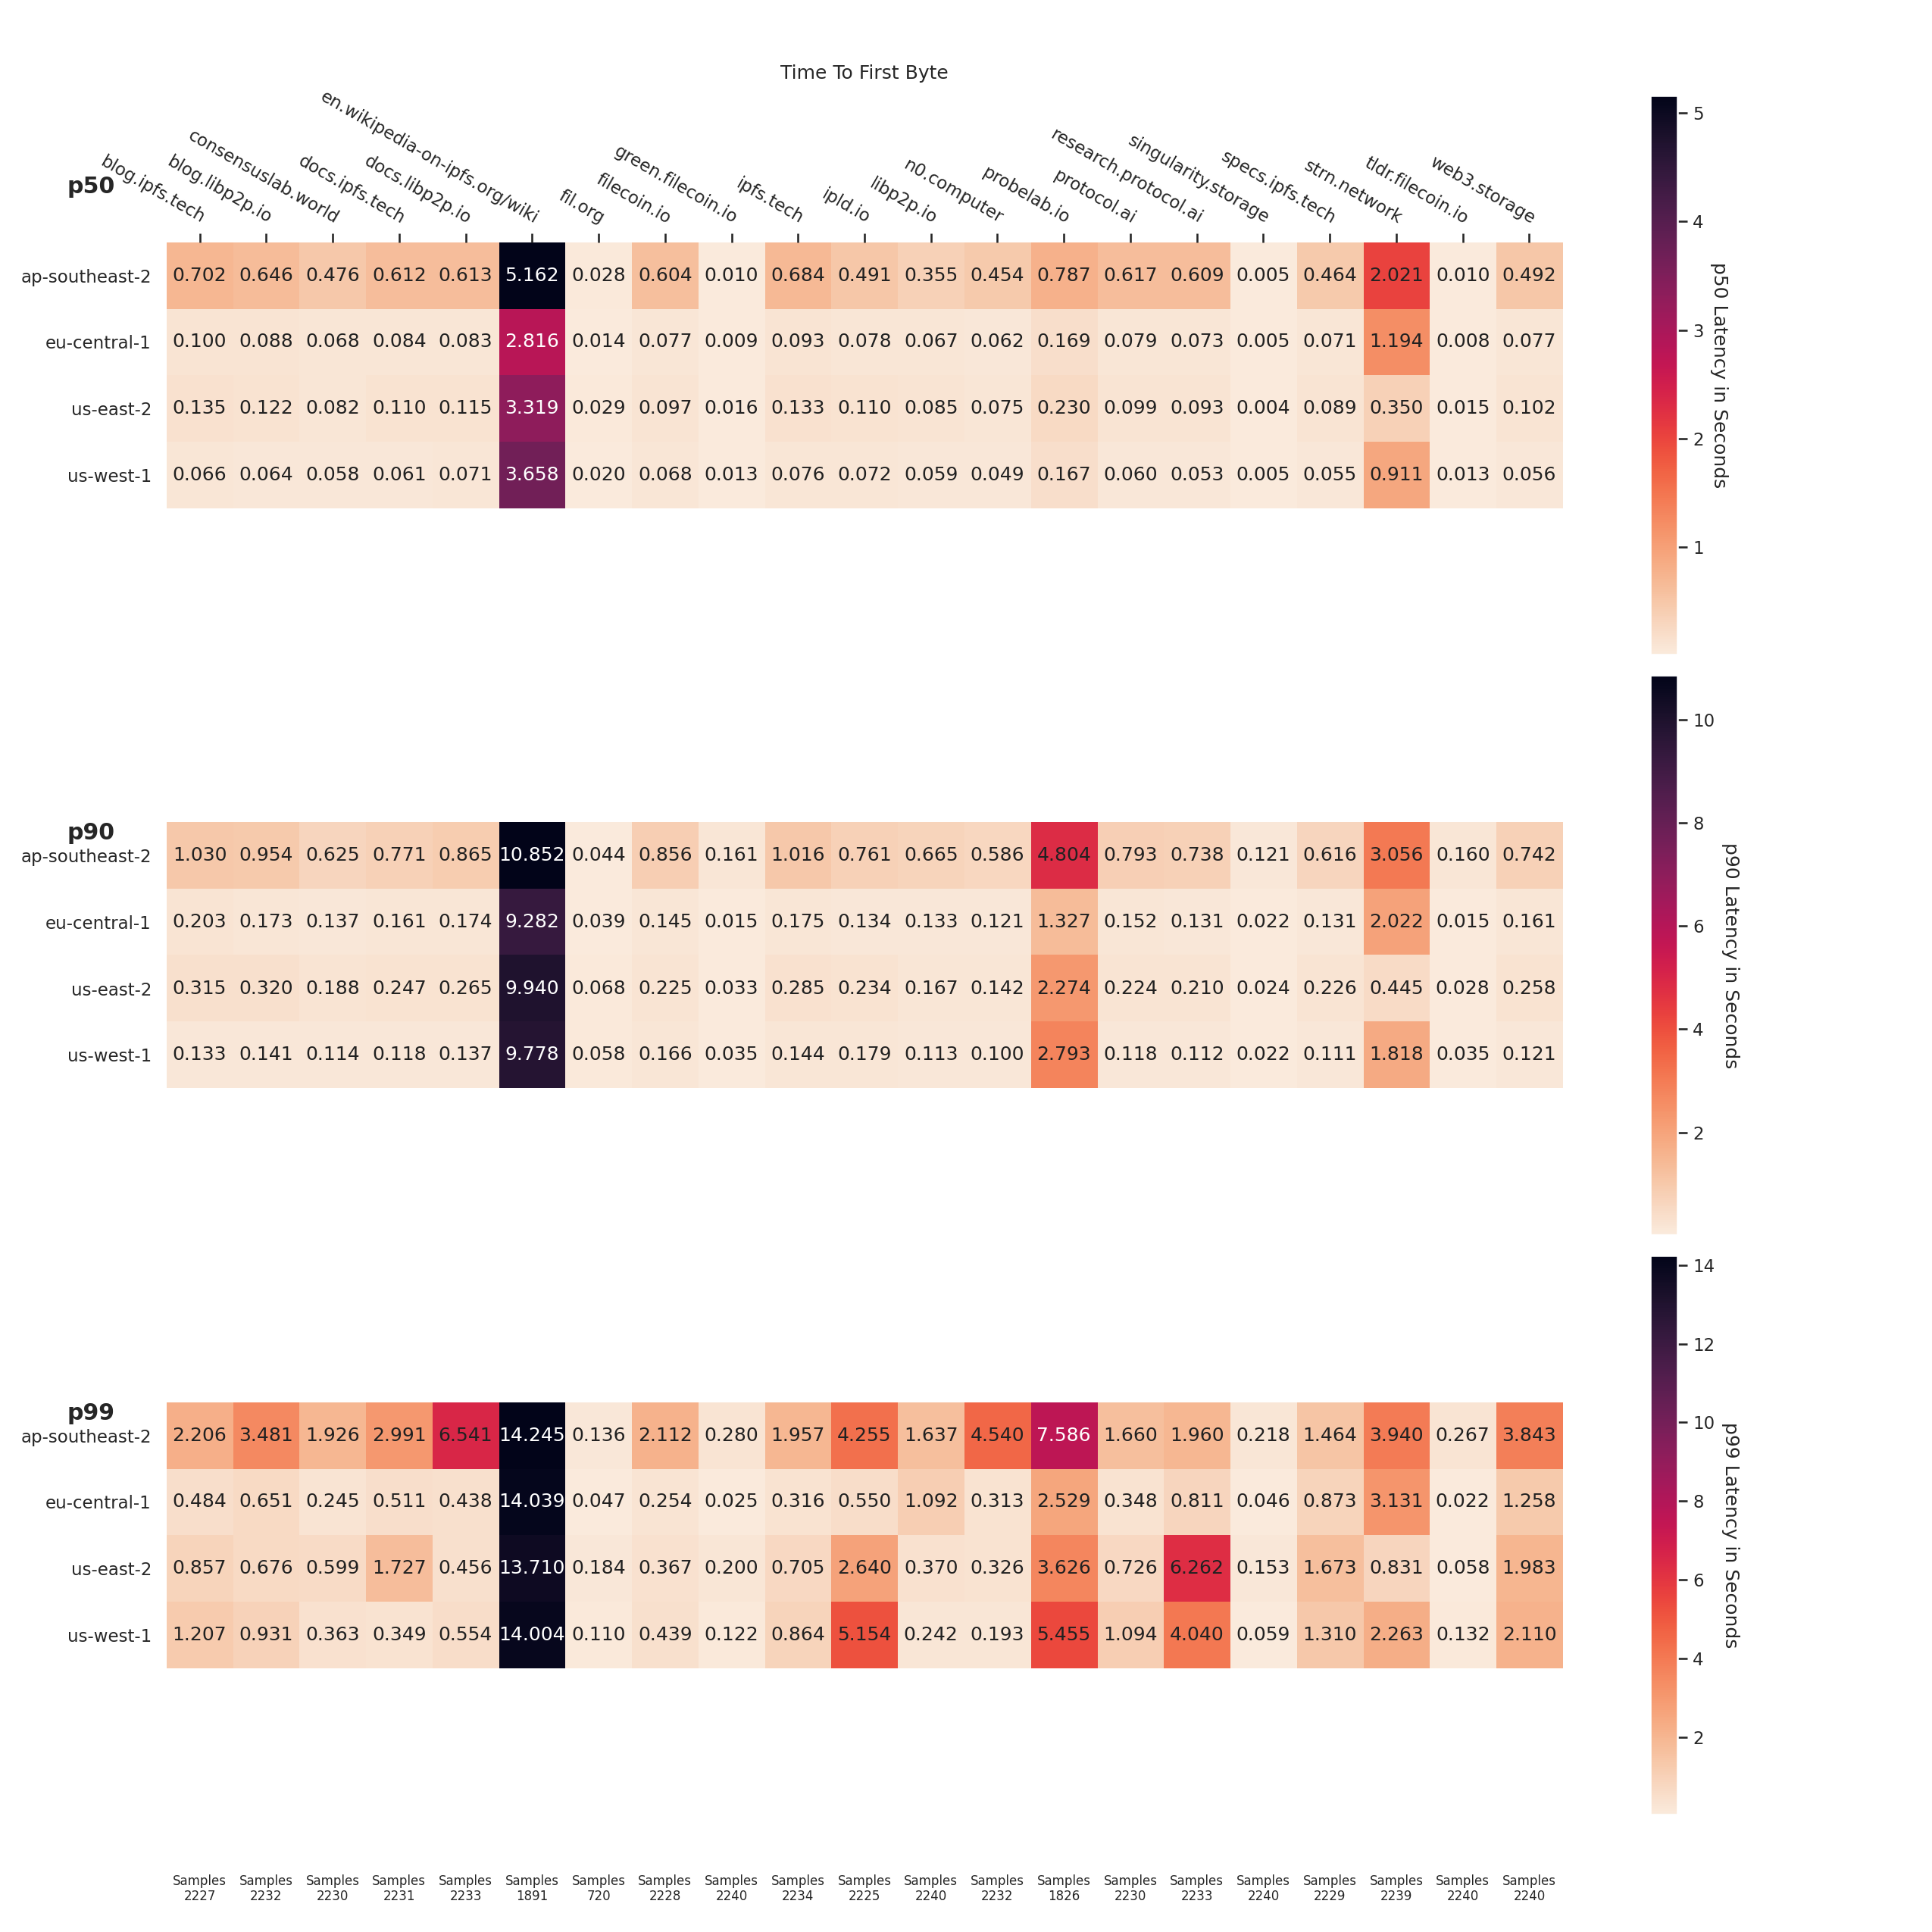 Time To First Byte
p50
blog.ipfs.tech
blog.libp2p.io
consensuslab.world
docs.ipfs.tech
docs.libp2p.io
en.wikipedia-on-ipfs.org/wiki
fil.org
filecoin.io
green.filecoin.io
ipfs.tech
ipld.io
libp2p.io
n0.computer
probelab.io
protocol.ai
research.protocol.ai
singularity.storage
specs.ipfs.tech
strn.network
tldr.filecoin.io
web3.storage
ap-southeast-2 0.702 0.646 0.476 0.612 0.613 5.162 0.028 0.604 0.010 0.684 0.491 0.355 0.454 0.787 0.617 0.609 0.005 0.464 2.021 0.010 0.492
eu-central-1 0.100 0.088 0.068 0.084 0.083 2.816 0.014 0.077 0.009 0.093 0.078 0.067 0.062 0.169 0.079 0.073 0.005 0.071 1.194 0.008 0.077
us-east-2 0.135 0.122 0.082 0.110 0.115 3.319 0.029 0.097 0.016 0.133 0.110 0.085 0.075 0.230 0.099 0.093 0.004 0.089 0.350 0.015 0.102
us-west-1 0.066 0.064 0.058 0.061 0.071 3.658 0.020 0.068 0.013 0.076 0.072 0.059 0.049 0.167 0.060 0.053 0.005 0.055 0.911 0.013 0.056
5
4
3
2
1
p50 Latency in Seconds
p90
ap-southeast-2 1.030 0.954 0.625 0.771 0.865 10.852 0.044 0.856 0.161 1.016 0.761 0.665 0.586 4.804 0.793 0.738 0.121 0.616 3.056 0.160 0.742
eu-central-1 0.203 0.173 0.137 0.161 0.174 9.282 0.039 0.145 0.015 0.175 0.134 0.133 0.121 1.327 0.152 0.131 0.022 0.131 2.022 0.015 0.161
us-east-2 0.315 0.320 0.188 0.247 0.265 9.940 0.068 0.225 0.033 0.285 0.234 0.167 0.142 2.274 0.224 0.210 0.024 0.226 0.445 0.028 0.258
us-west-1 0.133 0.141 0.114 0.118 0.137 9.778 0.058 0.166 0.035 0.144 0.179 0.113 0.100 2.793 0.118 0.112 0.022 0.111 1.818 0.035 0.121
10
8
6
4
2
p90 Latency in Seconds
p99
ap-southeast-2 2.206 3.481 1.926 2.991 6.541 14.245 0.136 2.112 0.280 1.957 4.255 1.637 4.540 7.586 1.660 1.960 0.218 1.464 3.940 0.267 3.843
eu-central-1 0.484 0.651 0.245 0.511 0.438 14.039 0.047 0.254 0.025 0.316 0.550 1.092 0.313 2.529 0.348 0.811 0.046 0.873 3.131 0.022 1.258
us-east-2 0.857 0.676 0.599 1.727 0.456 13.710 0.184 0.367 0.200 0.705 2.640 0.370 0.326 3.626 0.726 6.262 0.153 1.673 0.831 0.058 1.983
us-west-1 1.207 0.931 0.363 0.349 0.554 14.004 0.110 0.439 0.122 0.864 5.154 0.242 0.193 5.455 1.094 4.040 0.059 1.310 2.263 0.132 2.110
14
12
10
8
6
4
2
p99 Latency in Seconds
Samples Samples Samples Samples Samples Samples Samples Samples Samples Samples Samples Samples Samples Samples Samples Samples Samples Samples Samples Samples Samples
2227 2232 2230 2231 2233 1891 720 2228 2240 2234 2225 2240 2232 1826 2230 2233 2240 2229 2239 2240 2240